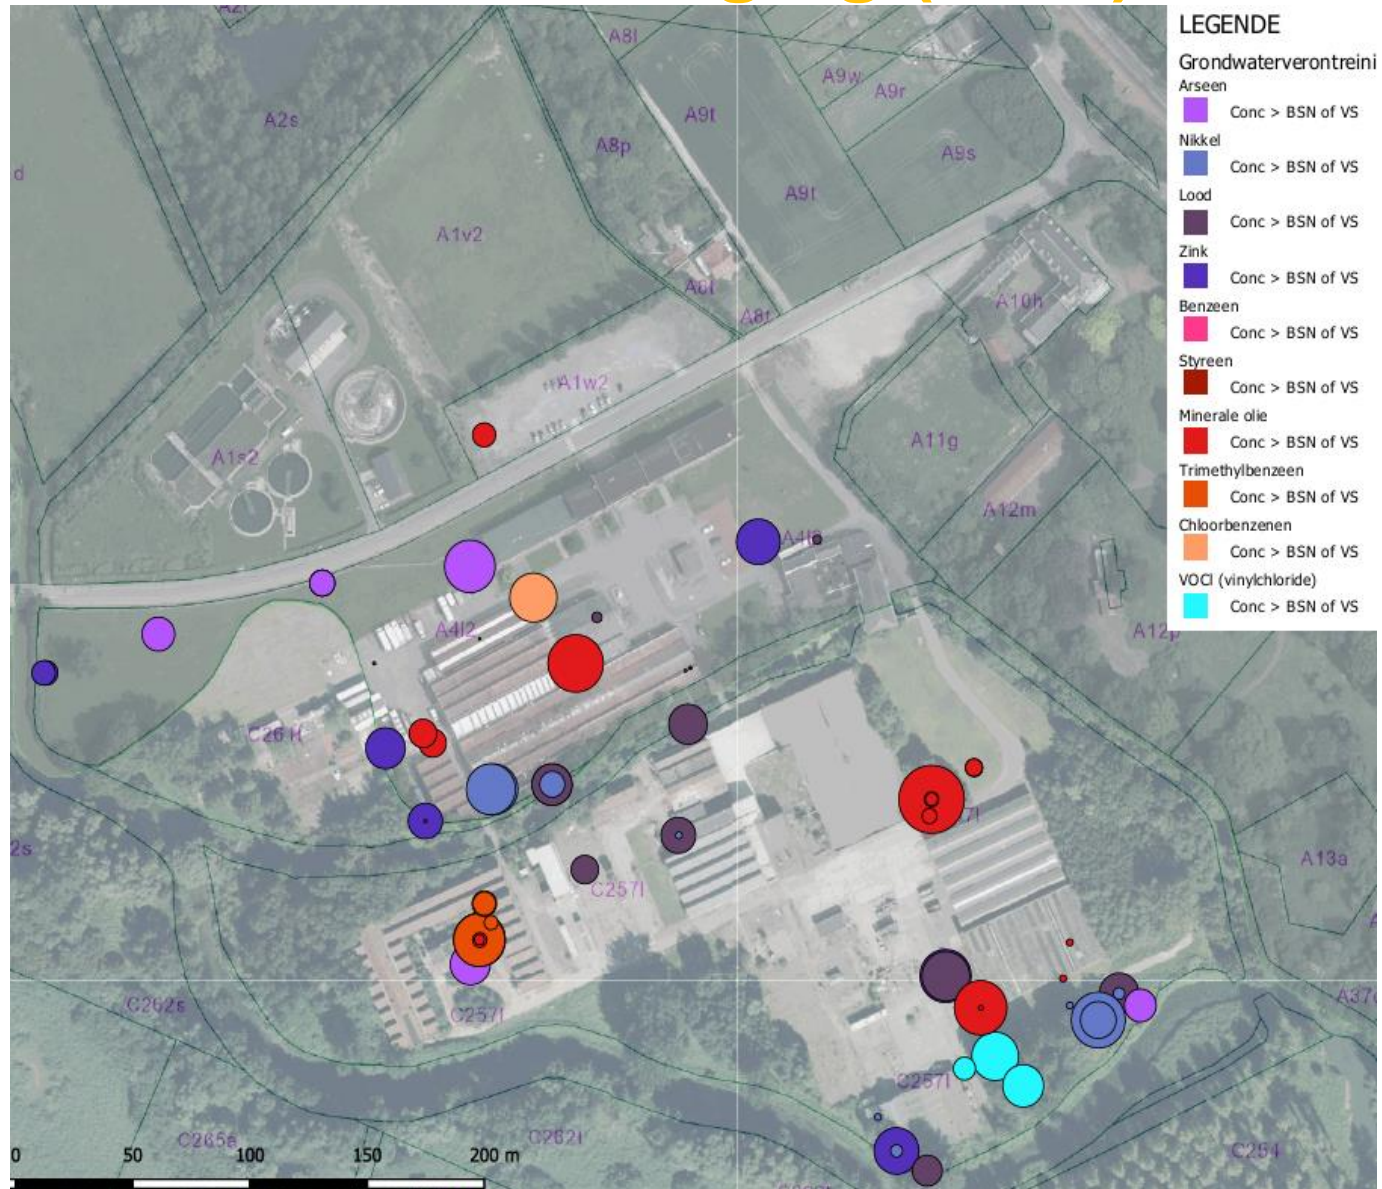 LEGENDE
Grondwaterverontreini
Arseen
Conc > BSN of VS
Nikkel
Conc > BSN of VS
Lood
Conc > BSN of VS
Zink
Conc > BSN of VS
Benzeen
Conc > BSN of VS
Styreen
Conc > BSN of VS
Minerale olie
Conc > BSN of VS
Trimethylbenzeen
Conc > BSN of VS
Chloorbenzenen
Conc > BSN of VS
VOCl (vinylchloride)
Conc > BSN of VS
A8l
A9w
A9r
A2s
A9t
A8p
A9s
d
A9t
A1v2
A10h
A8t
A1w2
A11g
A1s2
A12m
A4l2
A12p
2s
A13a
C257l
C262s
C257l
C257l
C265a
C262l
C254
0 50 100 150 200 m